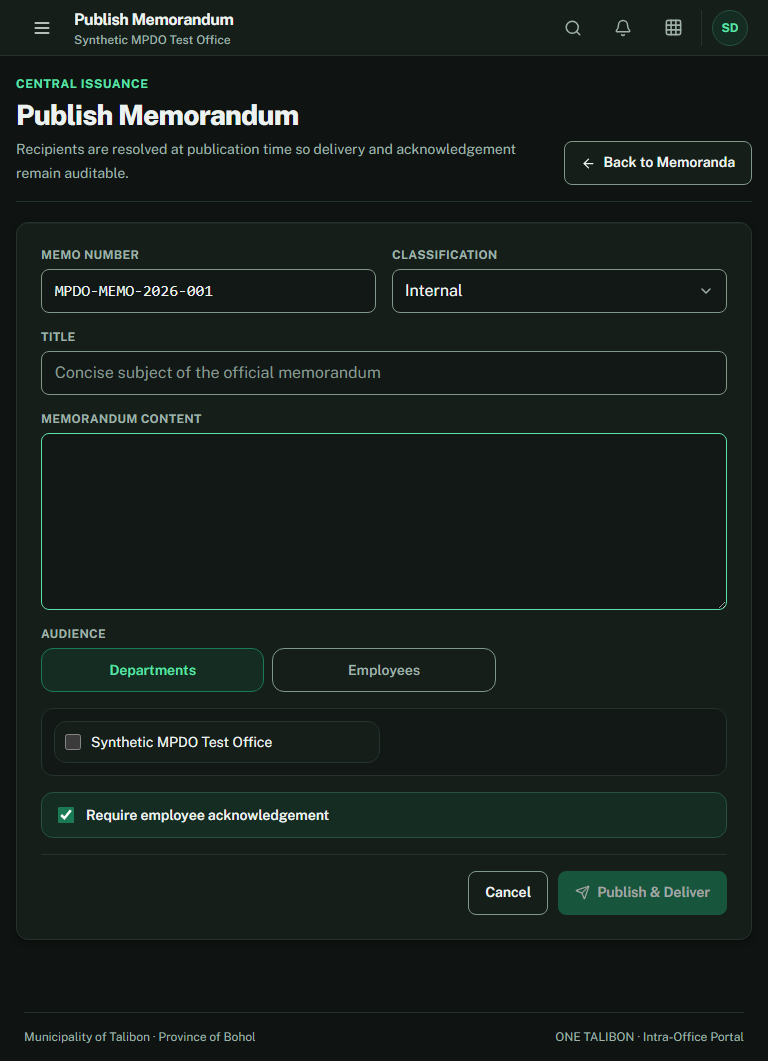 Publish Memorandum
Synthetic MPDO Test Office
SD
CENTRAL ISSUANCE
Publish Memorandum
Recipients are resolved at publication time so delivery and acknowledgement
remain auditable.
Back to Memoranda
MEMO NUMBER
CLASSIFICATION
MPDO-MEMO-2026-001
Internal
TITLE
Concise subject of the official memorandum
MEMORANDUM CONTENT
AUDIENCE
Departments
Employees
Synthetic MPDO Test Office
Require employee acknowledgement
Cancel
Publish & Deliver
Municipality of Talibon · Province of Bohol
ONE TALIBON · Intra-Office Portal